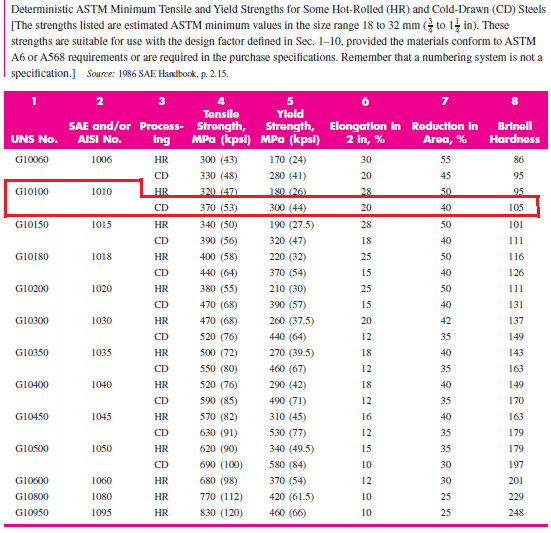 Deterministic ASTM Minimum Tensile and Yield Strengths for Some Hot-Rolled (HR) and Cold-Drawn (CD) Steels
[The strengths listed are estimated ASTM minimum values in the size range 18 to 32 mm (3/4 to 1 1/4 in). These
strengths are suitable for use with the design factor defined in Sec. 1–10, provided the materials conform to ASTM
A6 or A568 requirements or are required in the purchase specifications. Remember that a numbering system is not a
specification.] Source: 1986 SAE Handbook, p. 2.15.
1 2 3 4 5 6 7 8
Tensile Yield
SAE and/or Process- Strength, Strength, Elongation in Reduction in Brinell
UNS No. AISI No. ing MPa (kpsi) MPa (kpsi) 2 in, % Area, % Hardness
G10060 1006 HR 300 (43) 170 (24) 30 55 86
CD 330 (48) 280 (41) 20 45 95
G10100 1010 HR 320 (47) 180 (26) 28 50 95
CD 370 (53) 300 (44) 20 40 105
G10150 1015 HR 340 (50) 190 (27.5) 28 50 101
CD 390 (56) 320 (47) 18 40 111
G10180 1018 HR 400 (58) 220 (32) 25 50 116
CD 440 (64) 370 (54) 15 40 126
G10200 1020 HR 380 (55) 210 (30) 25 50 111
CD 470 (68) 390 (57) 15 40 131
G10300 1030 HR 470 (68) 260 (37.5) 20 42 137
CD 520 (76) 440 (64) 12 35 149
G10350 1035 HR 500 (72) 270 (39.5) 18 40 143
CD 550 (80) 460 (67) 12 35 163
G10400 1040 HR 520 (76) 290 (42) 18 40 149
CD 590 (85) 490 (71) 12 35 170
G10450 1045 HR 570 (82) 310 (45) 16 40 163
CD 630 (91) 530 (77) 12 35 179
G10500 1050 HR 620 (90) 340 (49.5) 15 35 179
CD 690 (100) 580 (84) 10 30 197
G10600 1060 HR 680 (98) 370 (54) 12 30 201
G10800 1080 HR 770 (112) 420 (61.5) 10 25 229
G10950 1095 HR 830 (120) 460 (66) 10 25 248